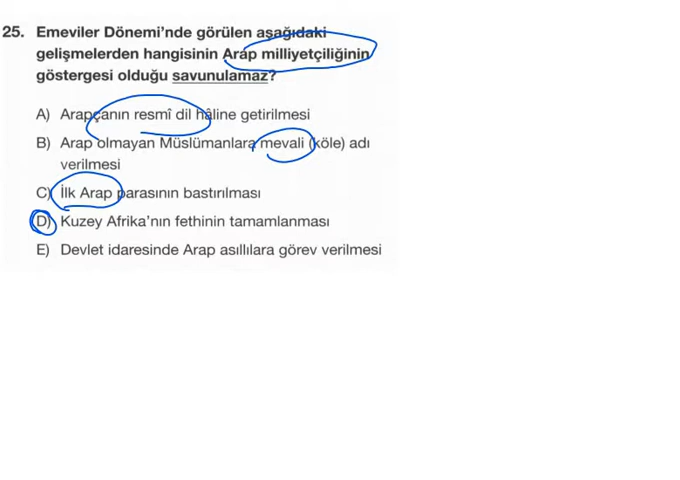 25. Emeviler Dönemi’nde görülen aşağıdaki
gelişmelerden hangisinin Arap milliyetçiliğinin
göstergesi olduğu savunulamaz?
A) Arapçanın resmî dil hâline getirilmesi
B) Arap olmayan Müslümanlara mevali (köle) adı
verilmesi
C) İlk Arap parasının bastırılması
D) Kuzey Afrika’nın fethinin tamamlanması
E) Devlet idaresinde Arap asıllılara görev verilmesi